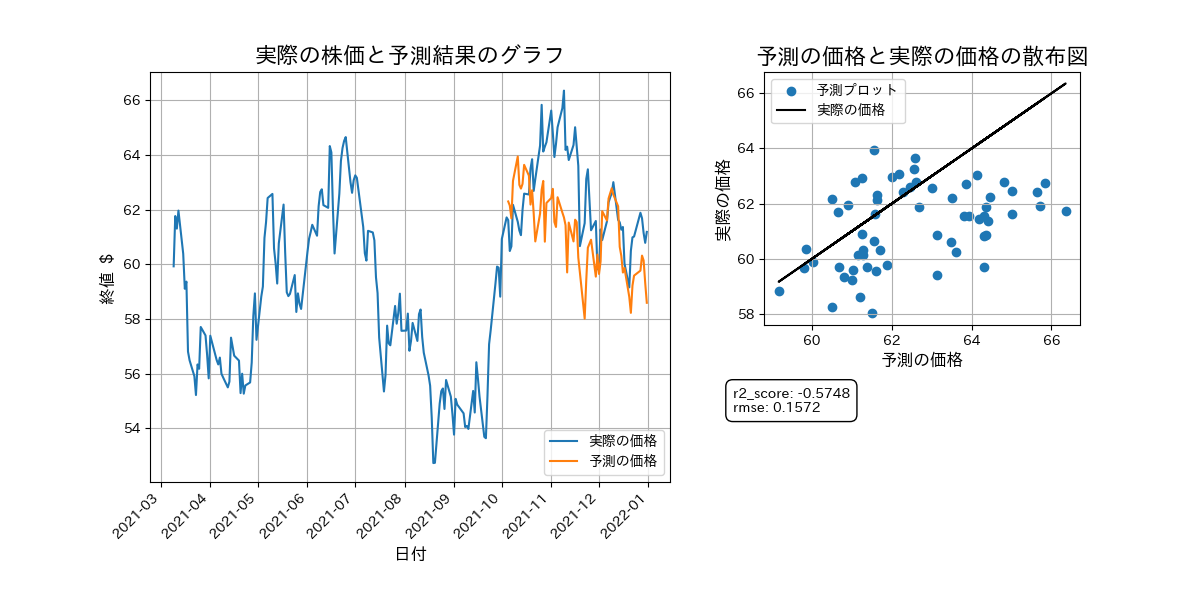 実際の株価と予測結果のグラフ
終値 $
66
64
62
60
58
56
54
実際の価格
予測の価格
2021-03
2021-04
2021-05
2021-06
2021-07
2021-08
2021-09
2021-10
2021-11
2021-12
2022-01
日付
予測の価格と実際の価格の散布図
予測プロット
実際の価格
実際の価格
66
64
62
60
58
60
62
64
66
予測の価格
r2_score: -0.5748
rmse: 0.1572